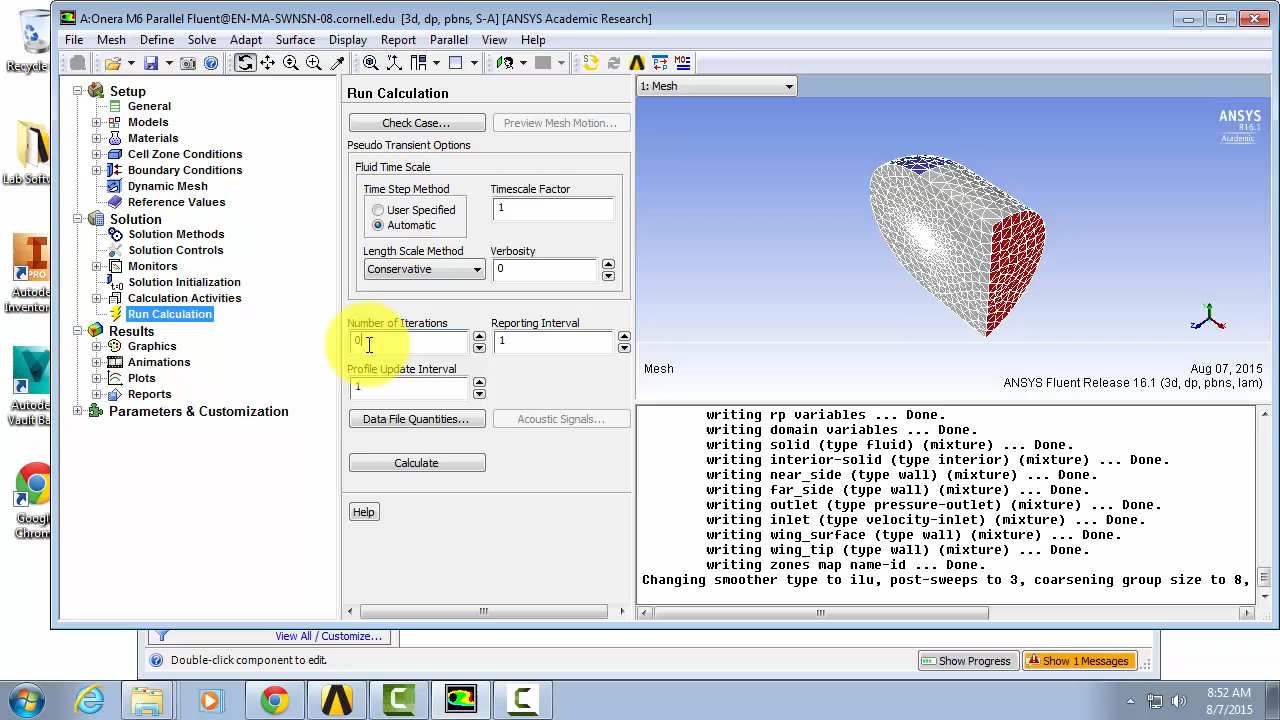 A:Onera M6 Parallel Fluent@EN-MA-SWNSN-08.cornell.edu [3d, dp, pbns, S-A] [ANSYS Academic Research]
File Mesh Define Solve Adapt Surface Display Report Parallel View Help
Recycle
Lab Softw
Autode
Inventor
Autode
Vault Ba
Google
Chrom
Setup
General
Models
Materials
Cell Zone Conditions
Boundary Conditions
Dynamic Mesh
Reference Values
Solution
Solution Methods
Solution Controls
Monitors
Solution Initialization
Calculation Activities
Run Calculation
Results
Graphics
Animations
Plots
Reports
Parameters & Customization
Run Calculation
Check Case...
Preview Mesh Motion...
Pseudo Transient Options
Fluid Time Scale
Time Step Method
User Specified
Automatic
Timescale Factor
1
Length Scale Method
Conservative
Verbosity
0
Number of Iterations
0
Reporting Interval
1
Profile Update Interval
1
Data File Quantities...
Acoustic Signals...
Calculate
Help
1: Mesh
ANSYS
R16.1
Academic
Mesh
Aug 07, 2015
ANSYS Fluent Release 16.1 (3d, dp, pbns, lam)
writing rp variables ... Done.
writing domain variables ... Done.
writing solid (type fluid) (mixture) ... Done.
writing interior-solid (type interior) (mixture) ... Done.
writing near_side (type wall) (mixture) ... Done.
writing far_side (type wall) (mixture) ... Done.
writing outlet (type pressure-outlet) (mixture) ... Done.
writing inlet (type velocity-inlet) (mixture) ... Done.
writing wing_surface (type wall) (mixture) ... Done.
writing wing_tip (type wall) (mixture) ... Done.
writing zones map name-id ... Done.
Changing smoother type to ilu, post-sweeps to 3, coarsening group size to 8,
View All / Customize...
Double-click component to edit.
Show Progress
Show 1 Messages
8:52 AM
8/7/2015